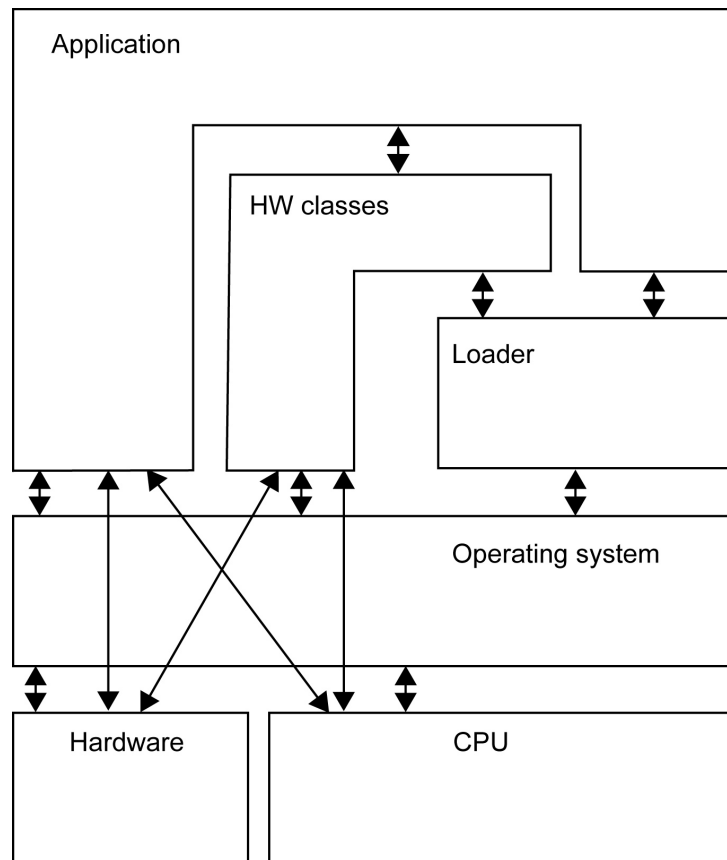 Application
HW classes
Loader
Operating system
Hardware
CPU